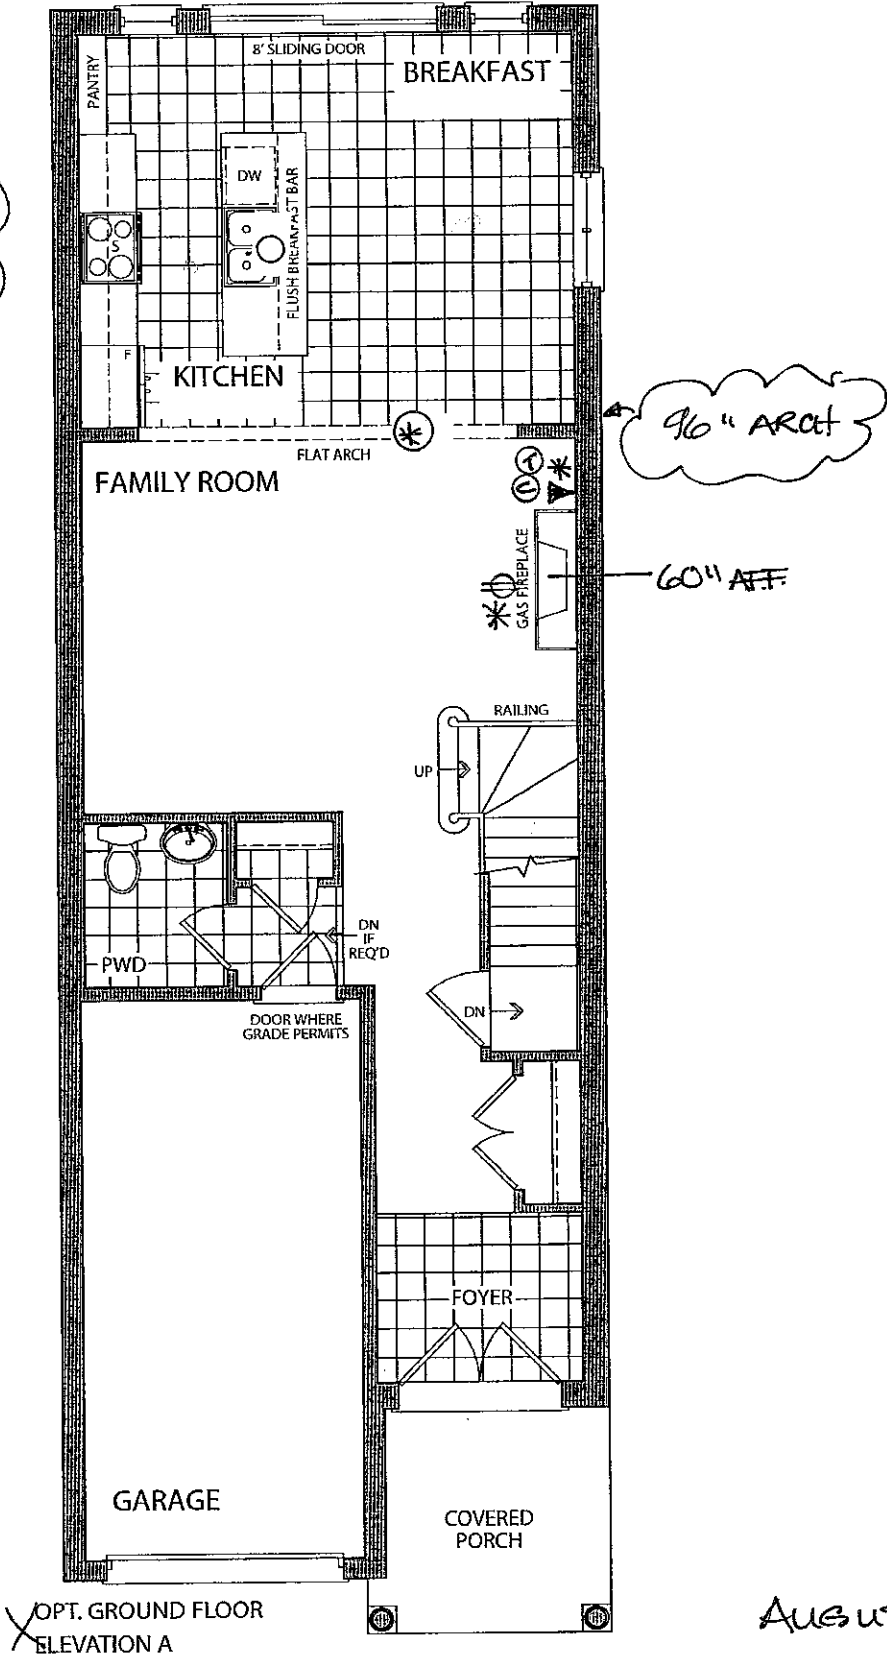 8' SLIDING DOOR
BREAKFAST
PANTRY
DW
FLUSH BREAKFAST BAR
S
F
KITCHEN
96" ARCH
*
FLAT ARCH
FAMILY ROOM
T
*
GAS FIREPLACE
*
60" AFF.
RAILING
UP
DN
IF
REQ'D
PWD
DOOR WHERE
GRADE PERMITS
DN
FOYER
GARAGE
COVERED
PORCH
X OPT. GROUND FLOOR
ELEVATION A